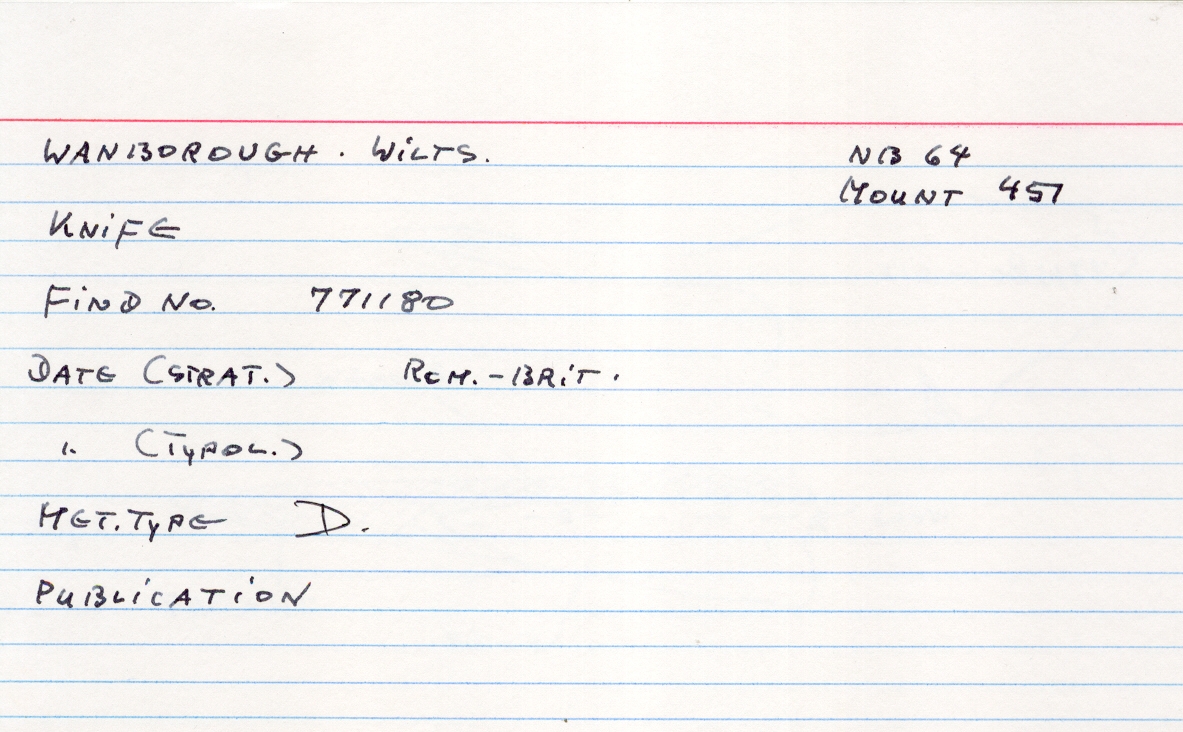 WANBOROUGH. WILTS. NB 64
MOUNT 457
KNIFE
FIND No. 771180
DATE (STRAT.) ROM.-BRIT.
" (TYPOL.)
MET. TYPE D.
PUBLICATION